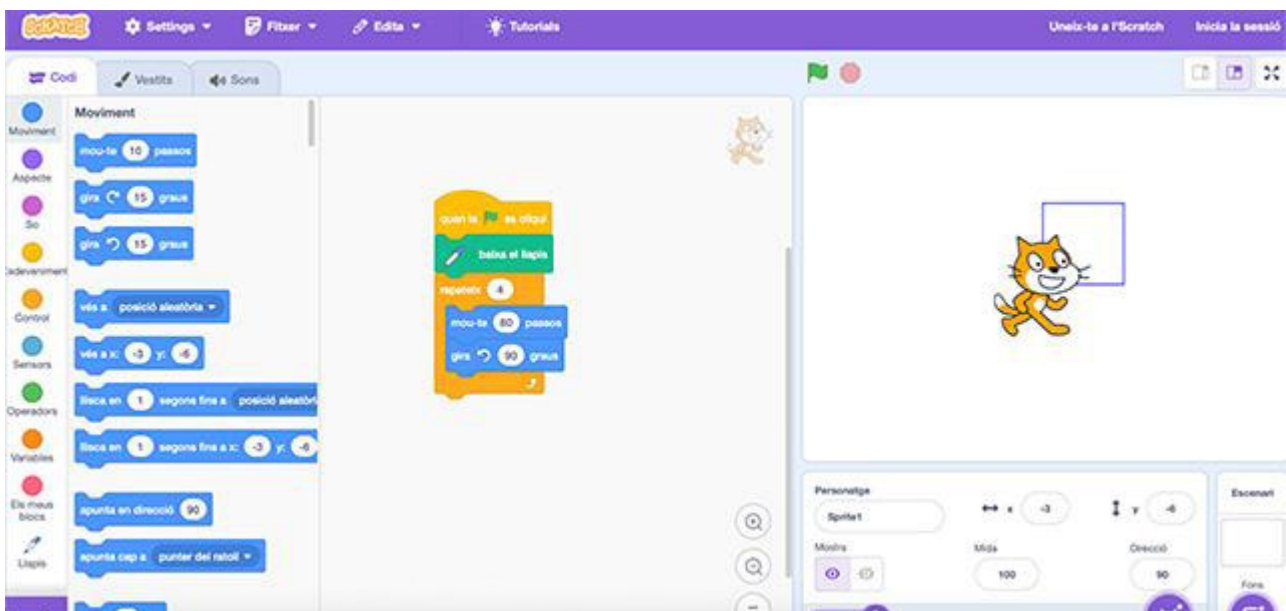 SCRATCH Settings Fitxer Edita Tutorials Uneix-te a l'Scratch Inicia la sessió
Codi Vestits Sons
Moviment
Moviment
mou-te 10 passos
Aspecte
gira 15 graus
So
gira 15 graus
Control
vés a posició aleatòria
Sensors
vés a x: -3 y: -6
Operadors
llisca en 1 segons fins a posició
Variables
llisca en 1 segons fins a x: -3 y: -6
Els meus blocs
apunta en direcció 90
Llapis
apunta cap a punter del ratolí
quan la es cliqui
baixa el llapis
repeteix 4
mou-te 80 passos
gira 90 graus
Personatge
Sprite1
x -3
y -6
Mostra
Mida
100
Direcció
90
Escenari
Fons